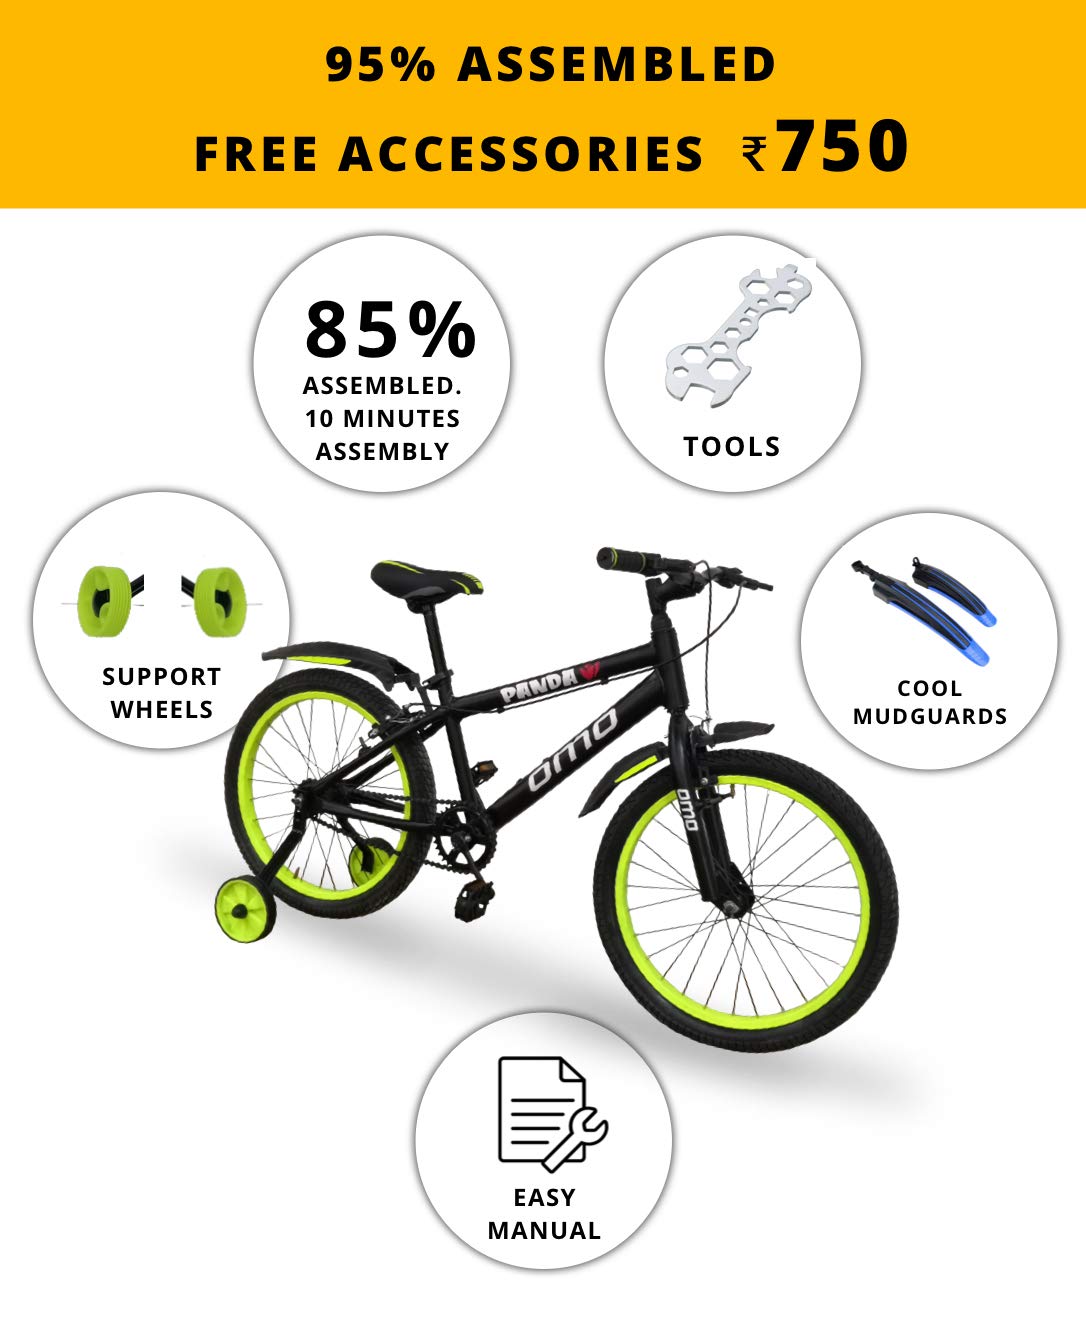 95% ASSEMBLED
FREE ACCESSORIES ₹750
85%
ASSEMBLED.
10 MINUTES
ASSEMBLY
TOOLS
SUPPORT
WHEELS
COOL
MUDGUARDS
PANDA
omo
omo
EASY
MANUAL